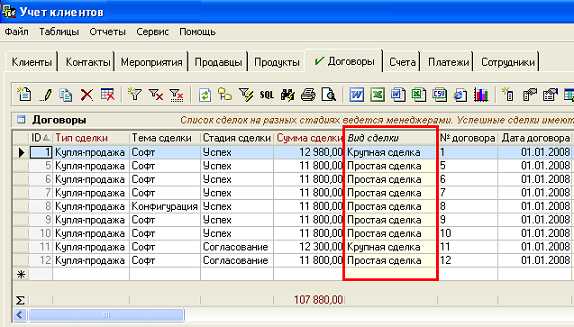 Учет клиентов
Файл Таблицы Отчеты Сервис Помощь
Клиенты Контакты Мероприятия Продавцы Продукты Договоры Счета Платежи Сотрудники
SQL
Договоры Список сделок на разных стадиях ведется менеджерами. Успешные сделки имеют
ID Тип сделки Тема сделки Стадия сделки Сумма сделки Вид сделки № договора Дата договора
1 Купля-продажа Софт Успех 12 980,00 Крупная сделка 1 01.01.2008
5 Купля-продажа Софт Успех 11 800,00 Простая сделка 5 01.01.2008
6 Купля-продажа Софт Успех 11 800,00 Простая сделка 6 01.01.2008
7 Купля-продажа Софт Успех 11 800,00 Простая сделка 7 01.01.2008
8 Купля-продажа Конфигурация Успех 11 800,00 Простая сделка 8 01.01.2008
9 Купля-продажа Софт Успех 11 800,00 Простая сделка 9 01.01.2008
10 Купля-продажа Софт Успех 11 800,00 Простая сделка 10 01.01.2008
11 Купля-продажа Софт Согласование 12 300,00 Крупная сделка 11 01.01.2008
12 Купля-продажа Софт Согласование 11 800,00 Простая сделка 12 01.01.2008
Σ 107 880,00